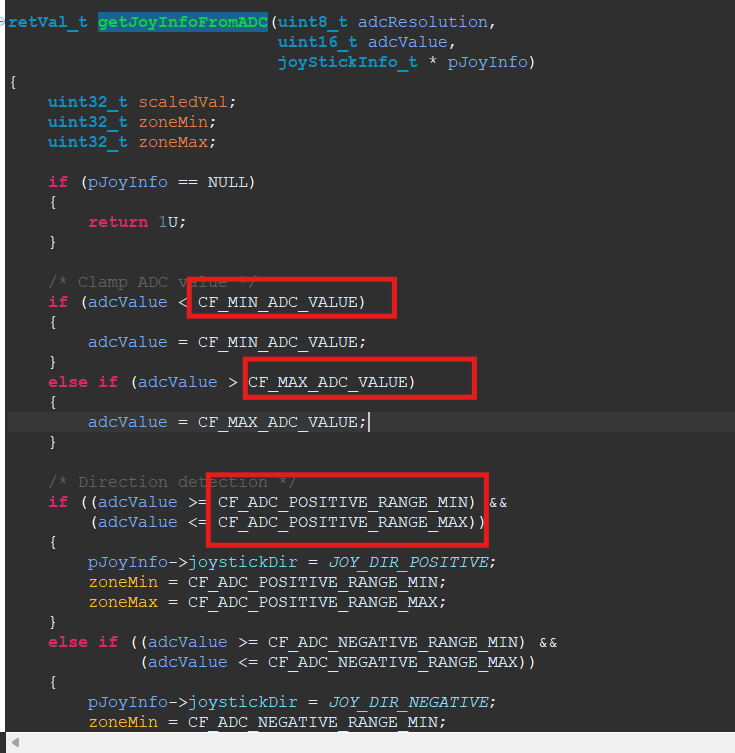 retVal_t getJoyInfoFromADC(uint8_t adcResolution,
uint16_t adcValue,
joyStickInfo_t * pJoyInfo)
{
uint32_t scaledVal;
uint32_t zoneMin;
uint32_t zoneMax;
if (pJoyInfo == NULL)
{
return 1U;
}
/* Clamp ADC value */
if (adcValue < CF_MIN_ADC_VALUE)
{
adcValue = CF_MIN_ADC_VALUE;
}
else if (adcValue > CF_MAX_ADC_VALUE)
{
adcValue = CF_MAX_ADC_VALUE;
}
/* Direction detection */
if ((adcValue >= CF_ADC_POSITIVE_RANGE_MIN) &&
(adcValue <= CF_ADC_POSITIVE_RANGE_MAX))
{
pJoyInfo->joystickDir = JOY_DIR_POSITIVE;
zoneMin = CF_ADC_POSITIVE_RANGE_MIN;
zoneMax = CF_ADC_POSITIVE_RANGE_MAX;
}
else if ((adcValue >= CF_ADC_NEGATIVE_RANGE_MIN) &&
(adcValue <= CF_ADC_NEGATIVE_RANGE_MAX))
{
pJoyInfo->joystickDir = JOY_DIR_NEGATIVE;
zoneMin = CF_ADC_NEGATIVE_RANGE_MIN;